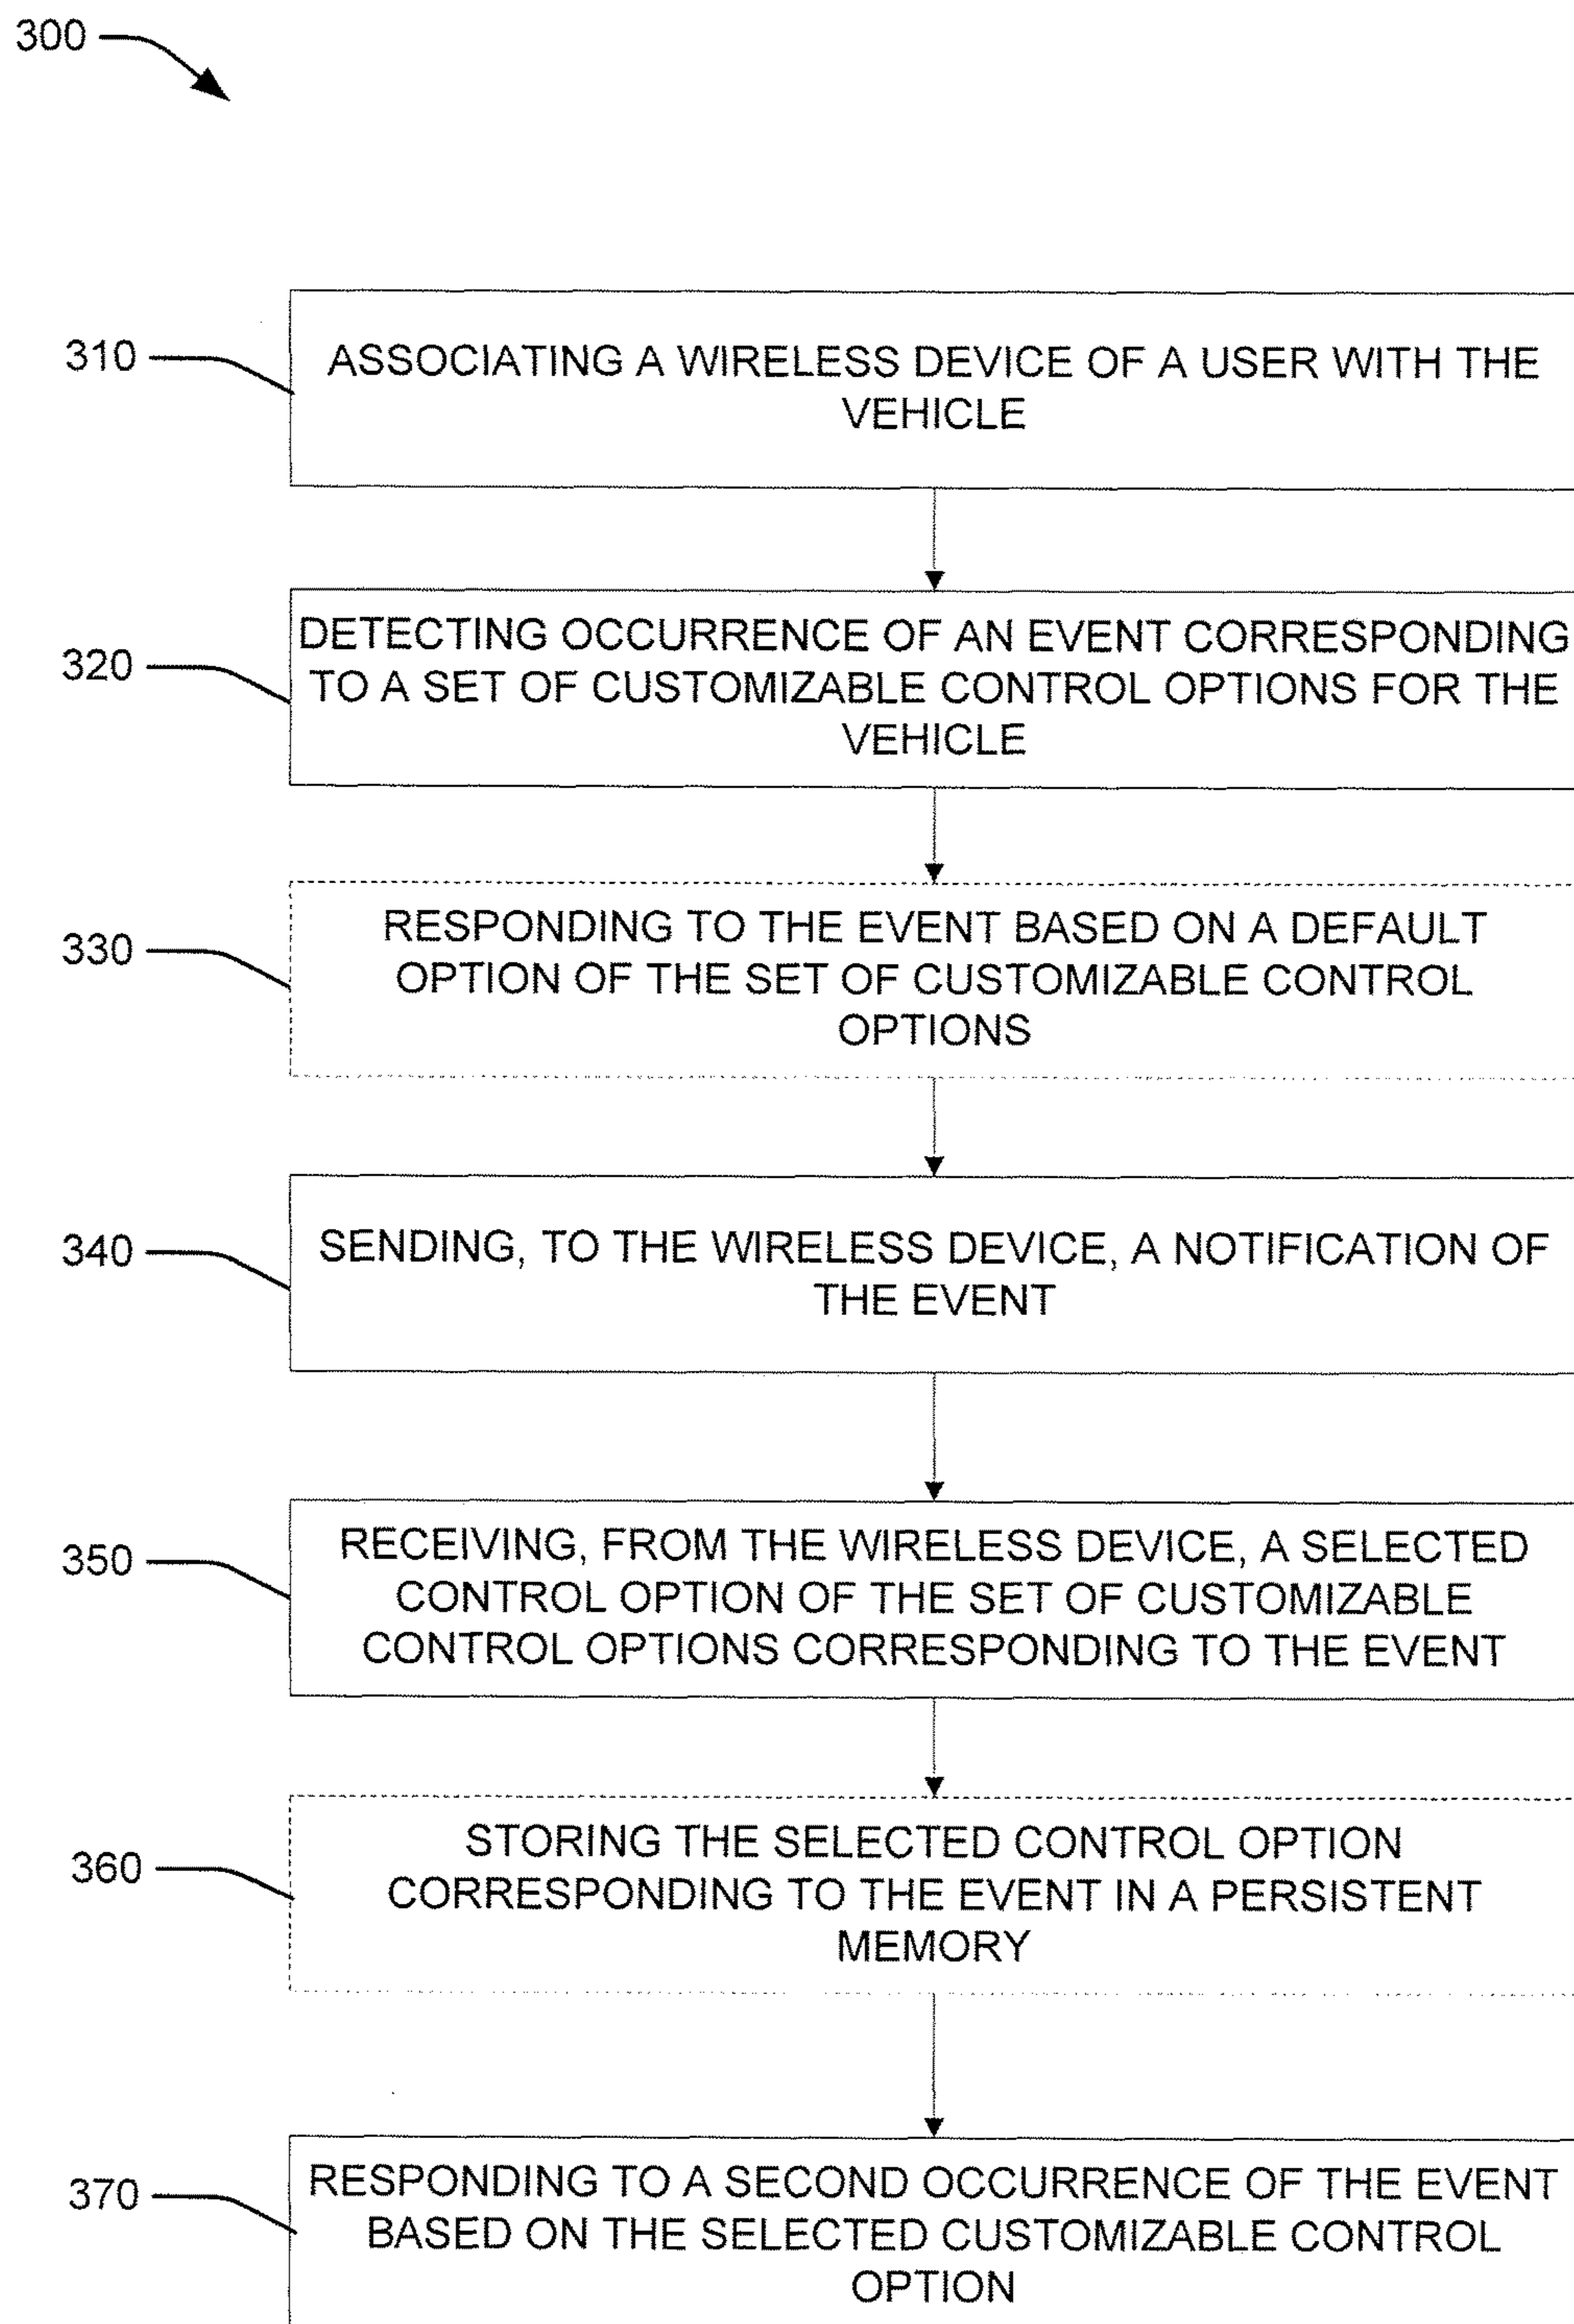 300
310
ASSOCIATING A WIRELESS DEVICE OF A USER WITH THE
VEHICLE
320
DETECTING OCCURRENCE OF AN EVENT CORRESPONDING
TO A SET OF CUSTOMIZABLE CONTROL OPTIONS FOR THE
VEHICLE
330
RESPONDING TO THE EVENT BASED ON A DEFAULT
OPTION OF THE SET OF CUSTOMIZABLE CONTROL
OPTIONS
340
SENDING, TO THE WIRELESS DEVICE, A NOTIFICATION OF
THE EVENT
350
RECEIVING, FROM THE WIRELESS DEVICE, A SELECTED
CONTROL OPTION OF THE SET OF CUSTOMIZABLE
CONTROL OPTIONS CORRESPONDING TO THE EVENT
360
STORING THE SELECTED CONTROL OPTION
CORRESPONDING TO THE EVENT IN A PERSISTENT
MEMORY
370
RESPONDING TO A SECOND OCCURRENCE OF THE EVENT
BASED ON THE SELECTED CUSTOMIZABLE CONTROL
OPTION